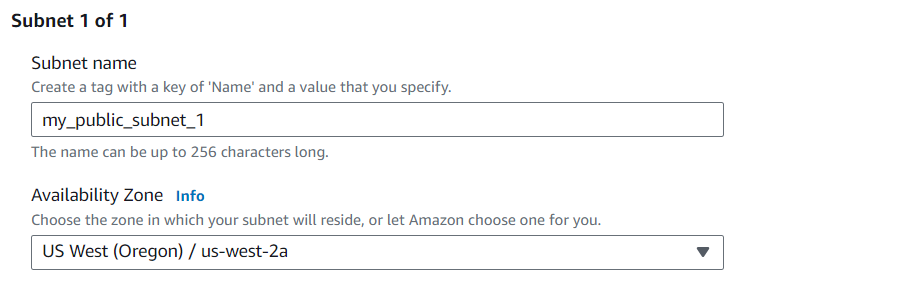 Subnet 1 of 1
Subnet name
Create a tag with a key of 'Name' and a value that you specify.
my_public_subnet_1
The name can be up to 256 characters long.
Availability Zone Info
Choose the zone in which your subnet will reside, or let Amazon choose one for you.
US West (Oregon) / us-west-2a